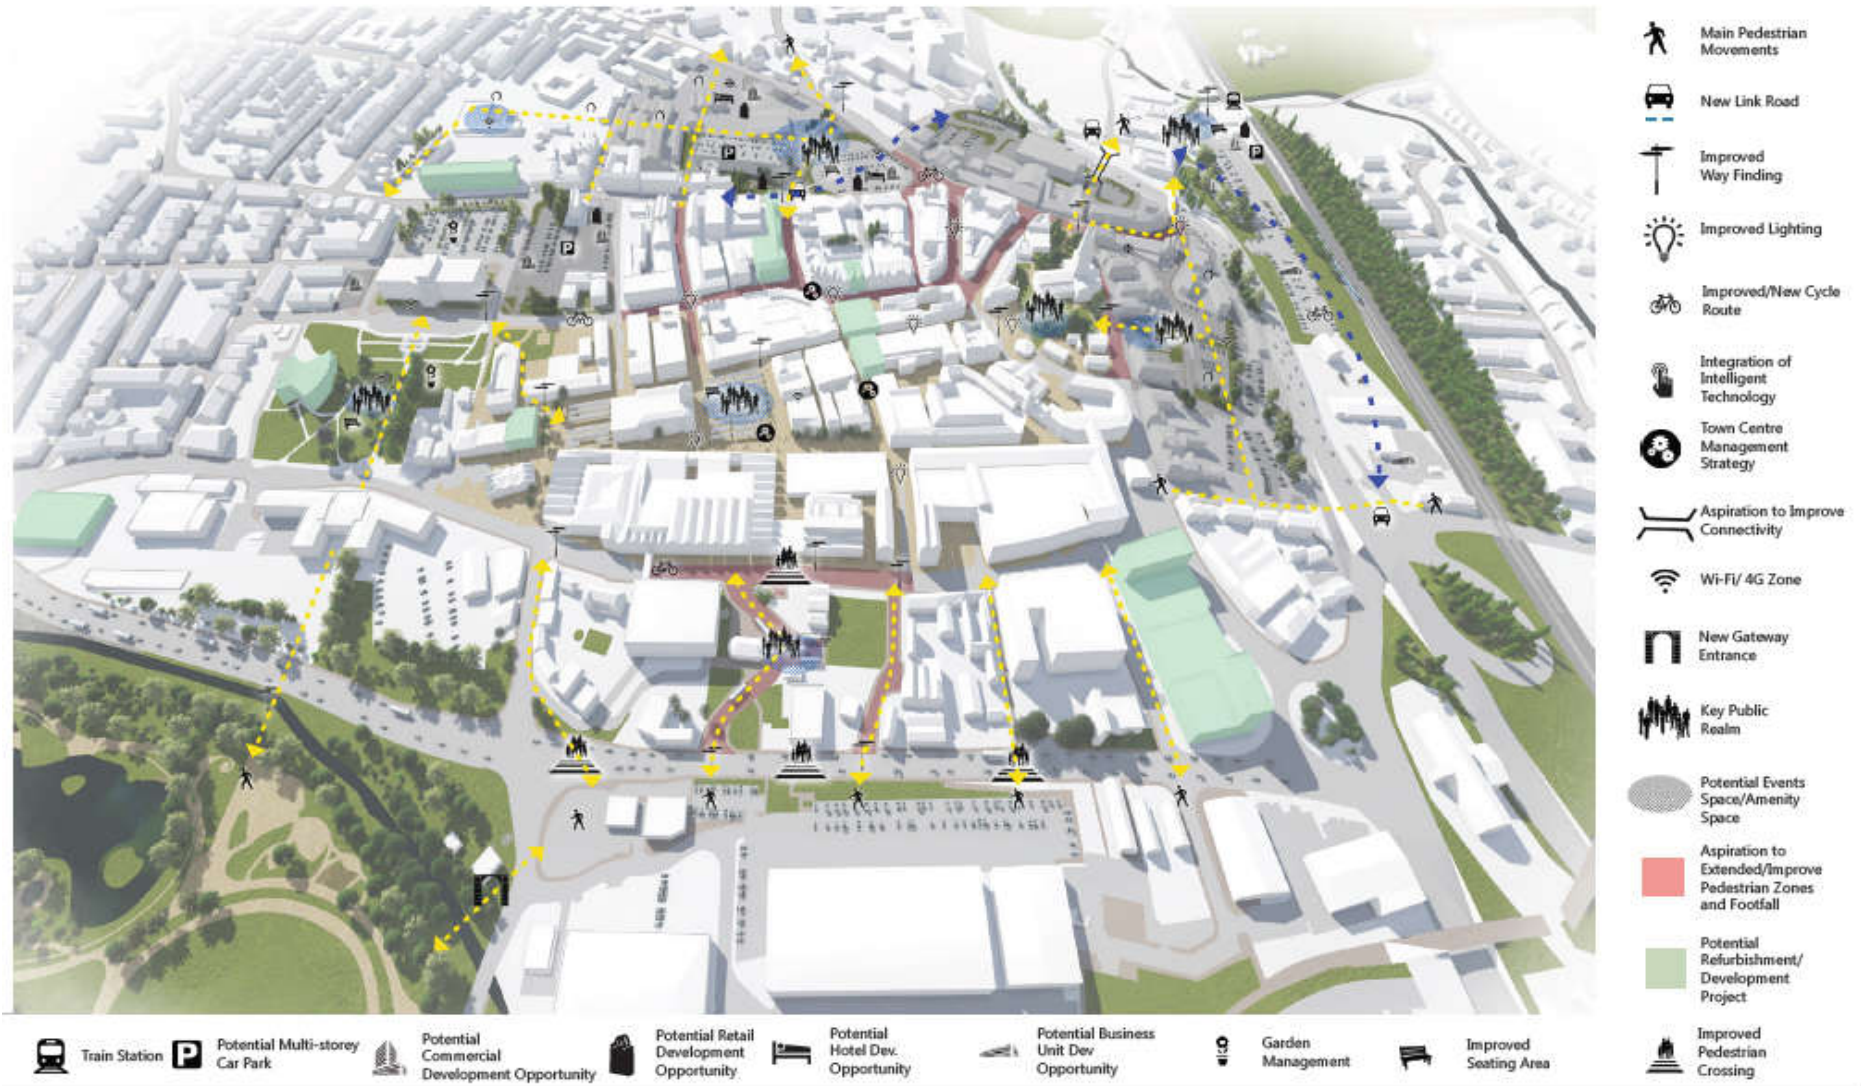 Main Pedestrian
Movements
New Link Road
Improved
Way Finding
Improved Lighting
Improved/New Cycle
Route
Integration of
Intelligent
Technology
Town Centre
Management
Strategy
Aspiration to Improve
Connectivity
Wi-Fi/ 4G Zone
New Gateway
Entrance
Key Public
Realm
Potential Events
Space/Amenity
Space
Aspiration to
Extended/Improve
Pedestrian Zones
and Footfall
Potential
Refurbishment/
Development
Project
Improved
Pedestrian
Crossing
Train Station
P
Potential Multi-storey
Car Park
Potential
Commercial
Development Opportunity
Potential Retail
Development
Opportunity
Potential
Hotel Dev.
Opportunity
Potential Business
Unit Dev
Opportunity
Garden
Management
Improved
Seating Area
P
P
P